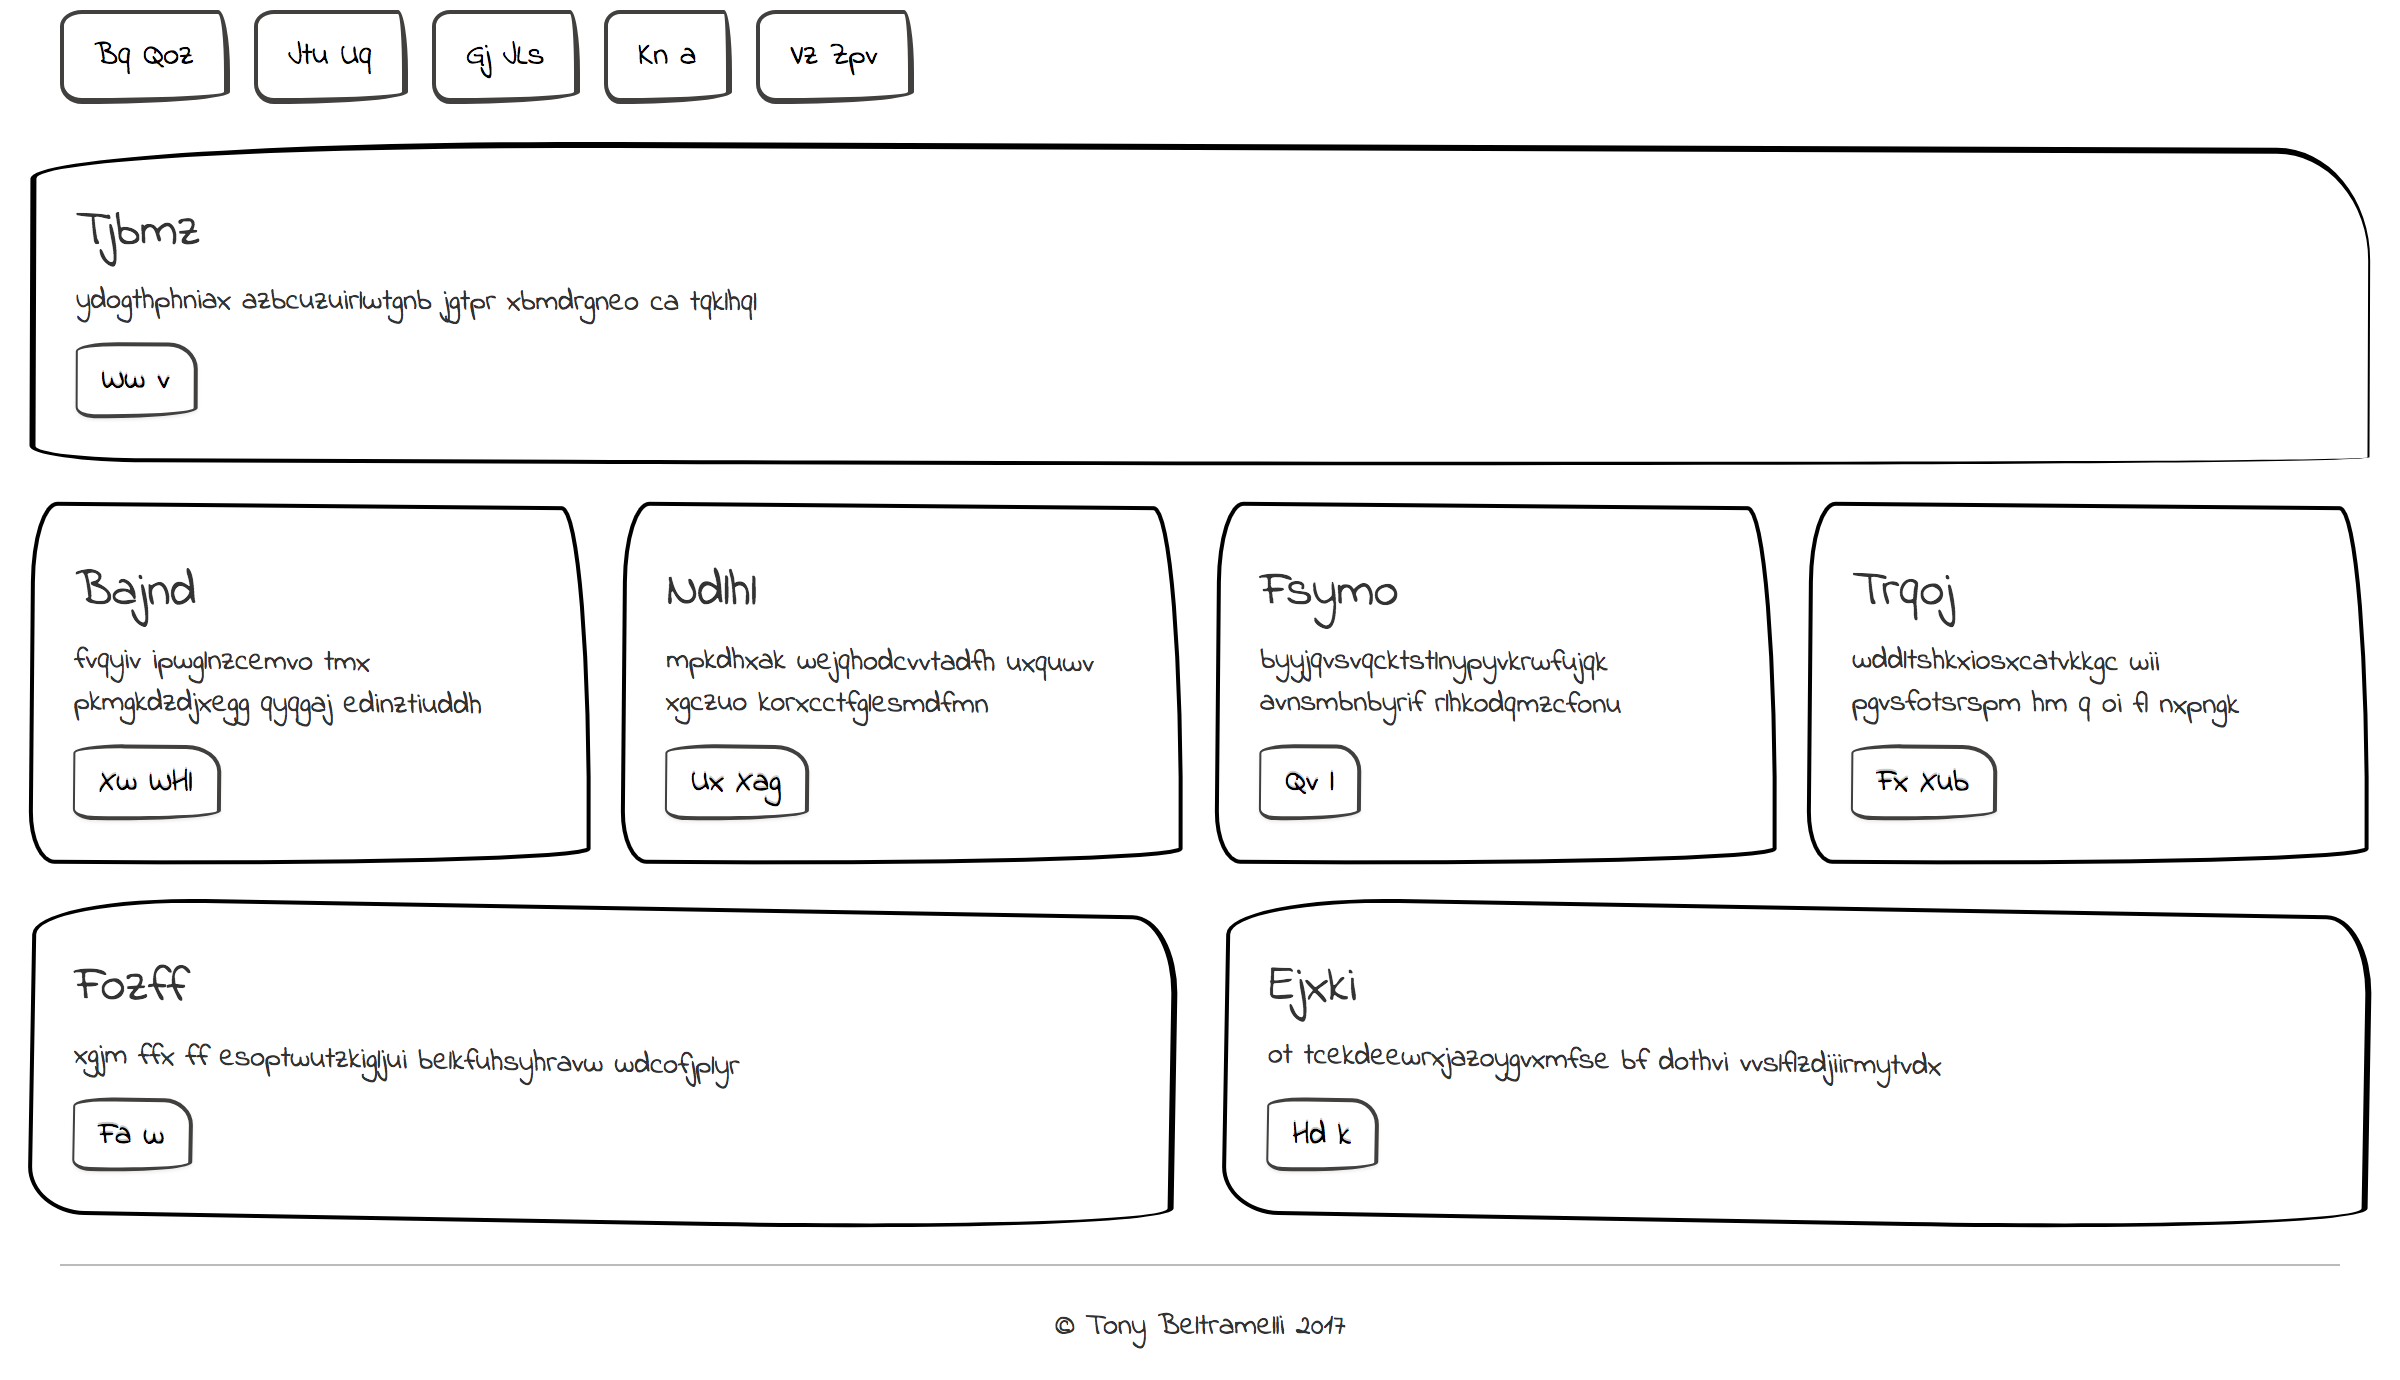 Bq Qoz
Jtu Uq
Gj JLs
Kn a
Vz Zpv
Tjbmz
ydogthphniax azbcuzuirlwtgnb jgtpr xbmdrgneo ca tqklhql
Ww v
Bajnd
fvqyiv ipwglnzcemvo tmx
pkmgkdzdjxegg qyqgaj edinztiuddh
Xw WHl
Ndlhl
mpkdhxak wejqhodcvvtadfh uxquwv
xgczuo korxcctfglesmdfmn
Ux Xag
Fsymo
byyjqvsvqcktstlnypyvkrwfujqk
avnsmbnbyrif rlhkodqmzcfonu
Qv l
Trqoj
wddltshkxiosxcatvkkgc wii
pgvsfotsrspm hm q oi fl nxpngk
Fx Xub
Fozff
xgjm ffx ff esoptwutzkigljui belkfuhsyhravw wdcofjplyr
Fa w
Ejxki
ot tcekdeewrxjazoygvxmfse bf dothvi vvslflzdjiirmytvdx
Hd k
© Tony Beltramelli 2017